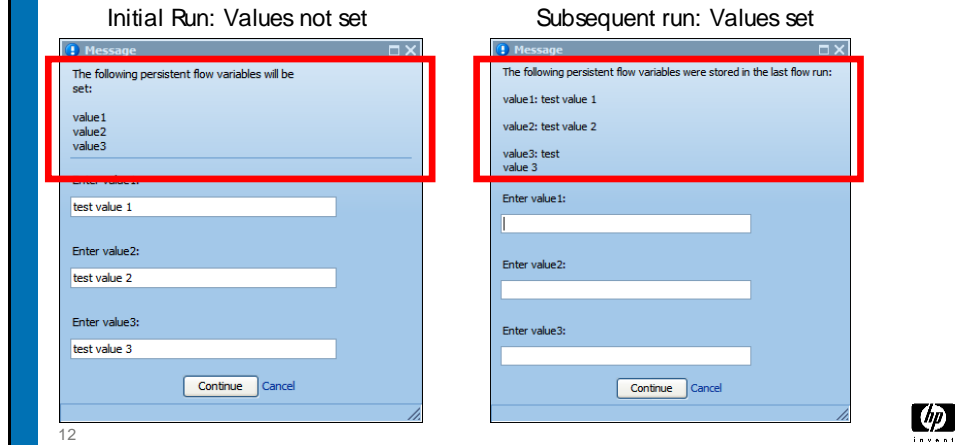 Initial Run: Values not set
Message
The following persistent flow variables will be
set:
value1
value2
value3
Enter value1:
test value 1
Enter value2:
test value 2
Enter value3:
test value 3
Continue Cancel
Subsequent run: Values set
Message
The following persistent flow variables were stored in the last flow run:
value1: test value 1
value2: test value 2
value3: test
value 3
Enter value1:
Enter value2:
Enter value3:
Continue Cancel
12
hp
invent